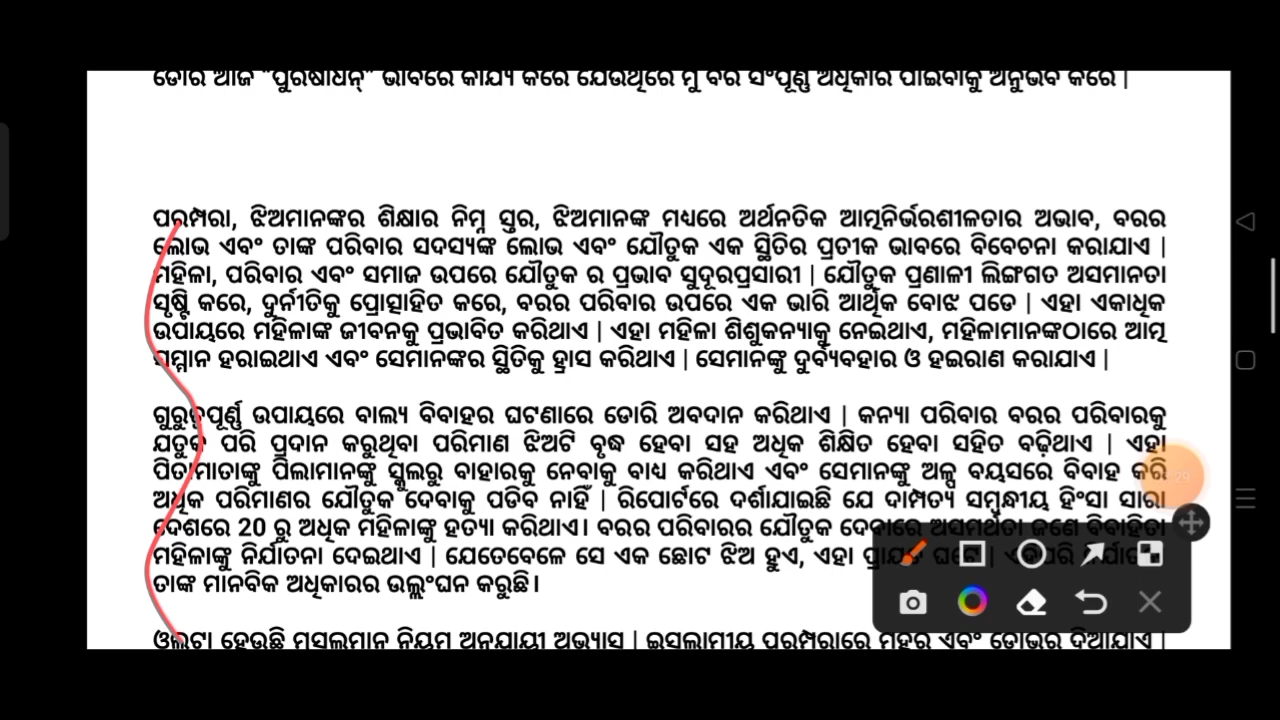 ଡୋରି ଆଜି "ପୁରଷାଧନ୍" ଭାବରେ କାର୍ଯ୍ୟ କରେ ଯେଉଥିରେ ମୁଁ ବର ସଂପୂର୍ଣ୍ଣ ଅଧିକାର ପାଇବାକୁ ଅନୁଭବ କରେ |
ପରମ୍ପରା, ଝିଅମାନଙ୍କର ଶିକ୍ଷାର ନିମ୍ନ ସ୍ତର, ଝିଅମାନଙ୍କ ମଧରେ ଅର୍ଥନତିକ ଆତ୍ମନିର୍ଭରଶୀଳତାର ଅଭାବ, ବରର
ଲୋଭ ଏବଂ ତାଙ୍କ ପରିବାର ସଦସ୍ୟଙ୍କ ଲୋଭ ଏବଂ ଯୌତୁକ ଏକ ସ୍ଥିତିର ପ୍ରତୀକ ଭାବରେ ବିବେଚନା କରାଯାଏ |
ମହିଳା, ପରିବାର ଏବଂ ସମାଜ ଉପରେ ଯୌତୁକ ର ପ୍ରଭାବ ସୁଦୂରପ୍ରସାରୀ | ଯୌତୁକ ପ୍ରଣାଳୀ ଲିଙ୍ଗଗତ ଅସମାନତା
ସୃଷ୍ଟି କରେ, ଦୁର୍ନୀତିକୁ ପ୍ରୋତ୍ସାହିତ କରେ, ବରର ପରିବାର ଉପରେ ଏକ ଭାରି ଆର୍ଥିକ ବୋଝ ପଡେ | ଏହା ଏକାଧିକ
ଉପାୟରେ ମହିଳାଙ୍କ ଜୀବନକୁ ପ୍ରଭାବିତ କରିଥାଏ | ଏହା ମହିଳା ଶିଶୁକନ୍ୟାକୁ ନେଇଥାଏ, ମହିଳାମାନଙ୍କଠାରେ ଆତ୍ମ
ସମ୍ମାନ ହରାଇଥାଏ ଏବଂ ସେମାନଙ୍କର ସ୍ଥିତିକୁ ହ୍ରାସ କରିଥାଏ | ସେମାନଙ୍କୁ ଦୁର୍ବ୍ୟବହାର ଓ ହଇରାଣ କରାଯାଏ |
ଗୁରୁତ୍ୱପୂର୍ଣ୍ଣ ଉପାୟରେ ବାଲ୍ୟ ବିବାହର ଘଟଣାରେ ଡୋରି ଅବଦାନ କରିଥାଏ | କନ୍ୟା ପରିବାର ବରର ପରିବାରକୁ
ଯତୁକ ପରି ପ୍ରଦାନ କରୁଥିବା ପରିମାଣ ଝିଅଟି ବୃଦ୍ଧ ହେବା ସହ ଅଧିକ ଶିକ୍ଷିତ ହେବା ସହିତ ବଢ଼ିଥାଏ | ଏହା
ପିତାମାତାଙ୍କୁ ପିଲାମାନଙ୍କୁ ସ୍କୁଲରୁ ବାହାରକୁ ନେବାକୁ ବାଧ୍ୟ କରିଥାଏ ଏବଂ ସେମାନଙ୍କୁ ଅଳ୍ପ ବୟସରେ ବିବାହ କରି
ଅଧିକ ପରିମାଣର ଯୌତୁକ ଦେବାକୁ ପଡିବ ନାହିଁ | ରିପୋର୍ଟରେ ଦର୍ଶାଯାଇଛି ଯେ ଦାମ୍ପତ୍ୟ ସମ୍ବନ୍ଧୀୟ ହିଂସା ସାରା
ଦେଶରେ 20 ରୁ ଅଧିକ ମହିଳାଙ୍କୁ ହତ୍ୟା କରିଥାଏ। ବରର ପରିବାରର ଯୌତୁକ ଦେବାରେ ଅସମର୍ଥତା ଜଣେ ବିବାହିତା
ମହିଳାଙ୍କୁ ନିର୍ଯାତନା ଦେଇଥାଏ | ଯେତେବେଳେ ସେ ଏକ ଛୋଟ ଝିଅ ହୁଏ, ଏହା
ତାଙ୍କ ମାନବିକ ଅଧିକାରର ଉଲ୍ଲଂଘନ କରୁଛି।
ଓଲଟା ହେଉଛି ମୁସଲମାନ ନିୟମ ଅନୁଯାୟୀ ଅଭ୍ୟାସ | ଇସଲାମୀୟ ପରମ୍ପରାରେ ମହର ଏବଂ